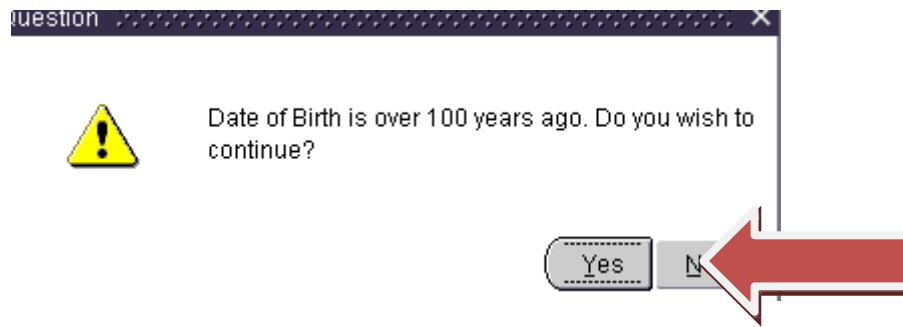 uestion
Date of Birth is over 100 years ago. Do you wish to
continue?
Yes N